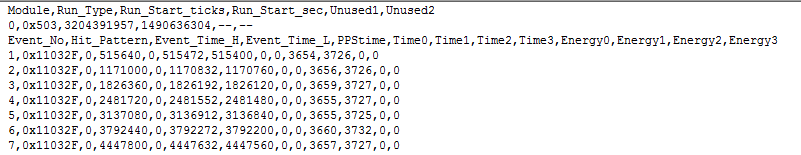 Module,Run_Type,Run_Start_ticks,Run_Start_sec,Unused1,Unused2
0,0x503,3204391957,1490636304,--,--
Event_No,Hit_Pattern,Event_Time_H,Event_Time_L,PPStime,Time0,Time1,Time2,Time3,Energy0,Energy1,Energy2,Energy3
1,0x11032F,0,515640,0,515472,515400,0,0,3654,3726,0,0
2,0x11032F,0,1171000,0,1170832,1170760,0,0,3656,3726,0,0
3,0x11032F,0,1826360,0,1826192,1826120,0,0,3659,3727,0,0
4,0x11032F,0,2481720,0,2481552,2481480,0,0,3655,3727,0,0
5,0x11032F,0,3137080,0,3136912,3136840,0,0,3655,3725,0,0
6,0x11032F,0,3792440,0,3792272,3792200,0,0,3660,3732,0,0
7,0x11032F,0,4447800,0,4447632,4447560,0,0,3657,3727,0,0